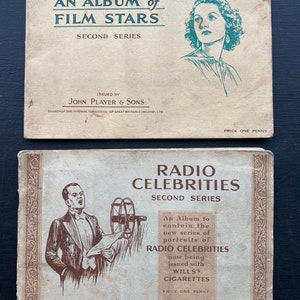 AN ALBUM of
FILM STARS
SECOND SERIES
ISSUED BY
JOHN PLAYER & SONS
PRICE ONE PENNY
RADIO
CELEBRITIES
SECOND SERIES
An Album to
contain the
new series of
portraits of
RADIO CELEBRITIES
now being
issued with
WILLS'S
CIGARETTES
PRICE ONE PENNY